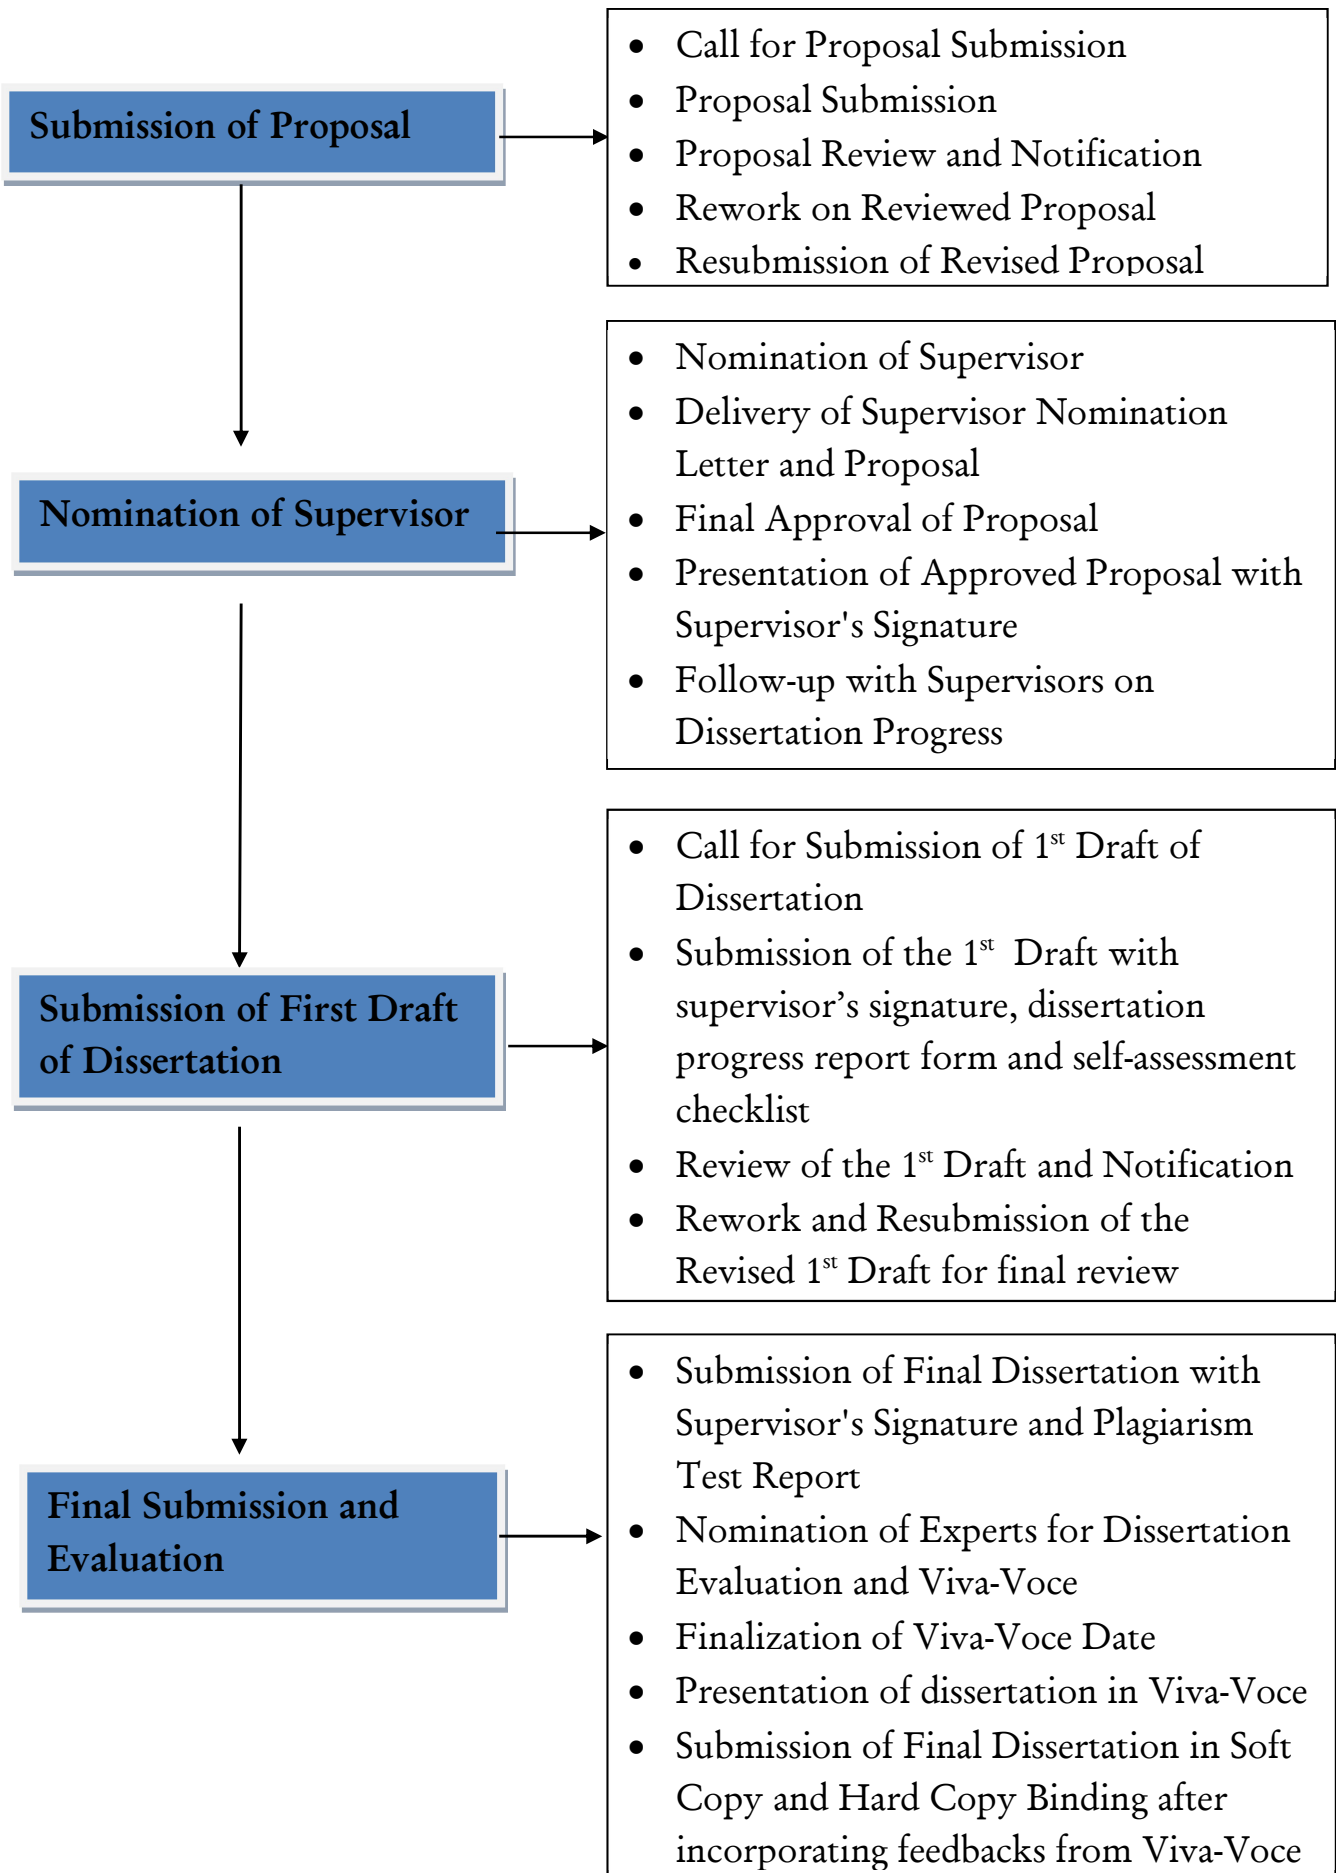 Submission of Proposal
• Call for Proposal Submission
• Proposal Submission
• Proposal Review and Notification
• Rework on Reviewed Proposal
• Resubmission of Revised Proposal
Nomination of Supervisor
• Nomination of Supervisor
• Delivery of Supervisor Nomination
Letter and Proposal
• Final Approval of Proposal
• Presentation of Approved Proposal with
Supervisor's Signature
• Follow-up with Supervisors on
Dissertation Progress
Submission of First Draft
of Dissertation
• Call for Submission of 1st Draft of
Dissertation
• Submission of the 1st Draft with
supervisor’s signature, dissertation
progress report form and self-assessment
checklist
• Review of the 1st Draft and Notification
• Rework and Resubmission of the
Revised 1st Draft for final review
Final Submission and
Evaluation
• Submission of Final Dissertation with
Supervisor's Signature and Plagiarism
Test Report
• Nomination of Experts for Dissertation
Evaluation and Viva-Voce
• Finalization of Viva-Voce Date
• Presentation of dissertation in Viva-Voce
• Submission of Final Dissertation in Soft
Copy and Hard Copy Binding after
incorporating feedbacks from Viva-Voce